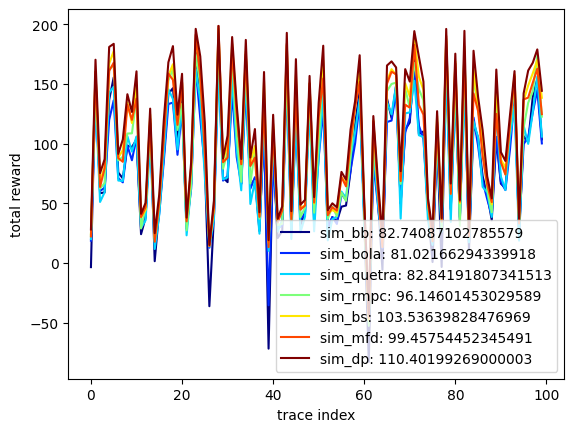 200
150
100
50
0
−50
total reward
sim_bb: 82.74087102785579
sim_bola: 81.02166294339918
sim_quetra: 82.84191807341513
sim_rmpc: 96.14601453029589
sim_bs: 103.53639828476969
sim_mfd: 99.45754452345491
sim_dp: 110.40199269000003
0 20 40 60 80 100
trace index